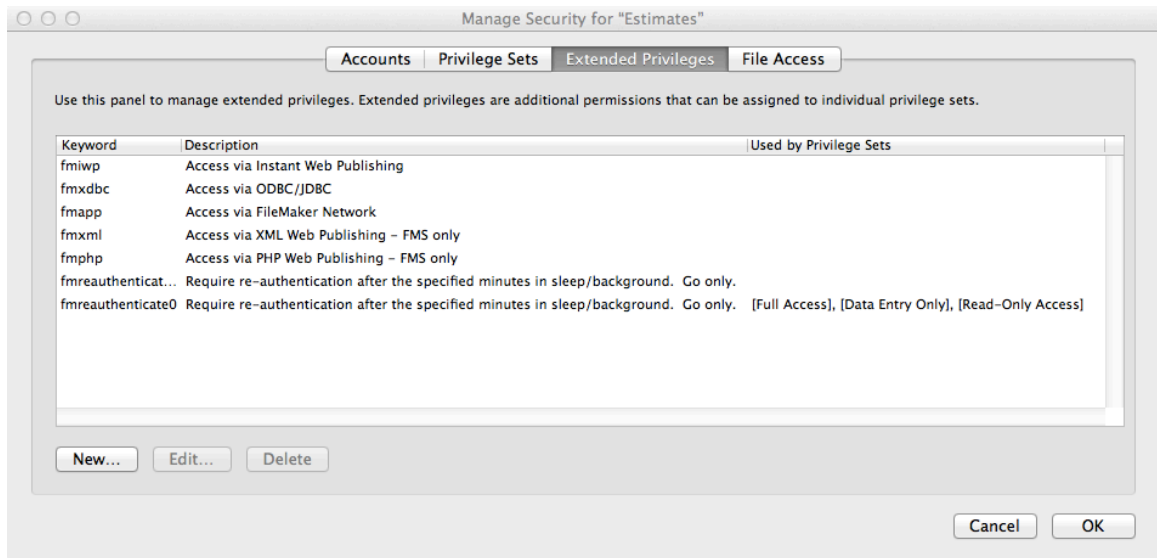 Manage Security for “Estimates”
Accounts Privilege Sets Extended Privileges File Access
Use this panel to manage extended privileges. Extended privileges are additional permissions that can be assigned to individual privilege sets.
Keyword Description Used by Privilege Sets
fmiwp Access via Instant Web Publishing
fmxdbc Access via ODBC/JDBC
fmapp Access via FileMaker Network
fmxml Access via XML Web Publishing – FMS only
fmphp Access via PHP Web Publishing – FMS only
fmreauthenticat... Require re-authentication after the specified minutes in sleep/background. Go only.
fmreauthenticate0 Require re-authentication after the specified minutes in sleep/background. Go only. [Full Access], [Data Entry Only], [Read-Only Access]
New... Edit... Delete
Cancel OK